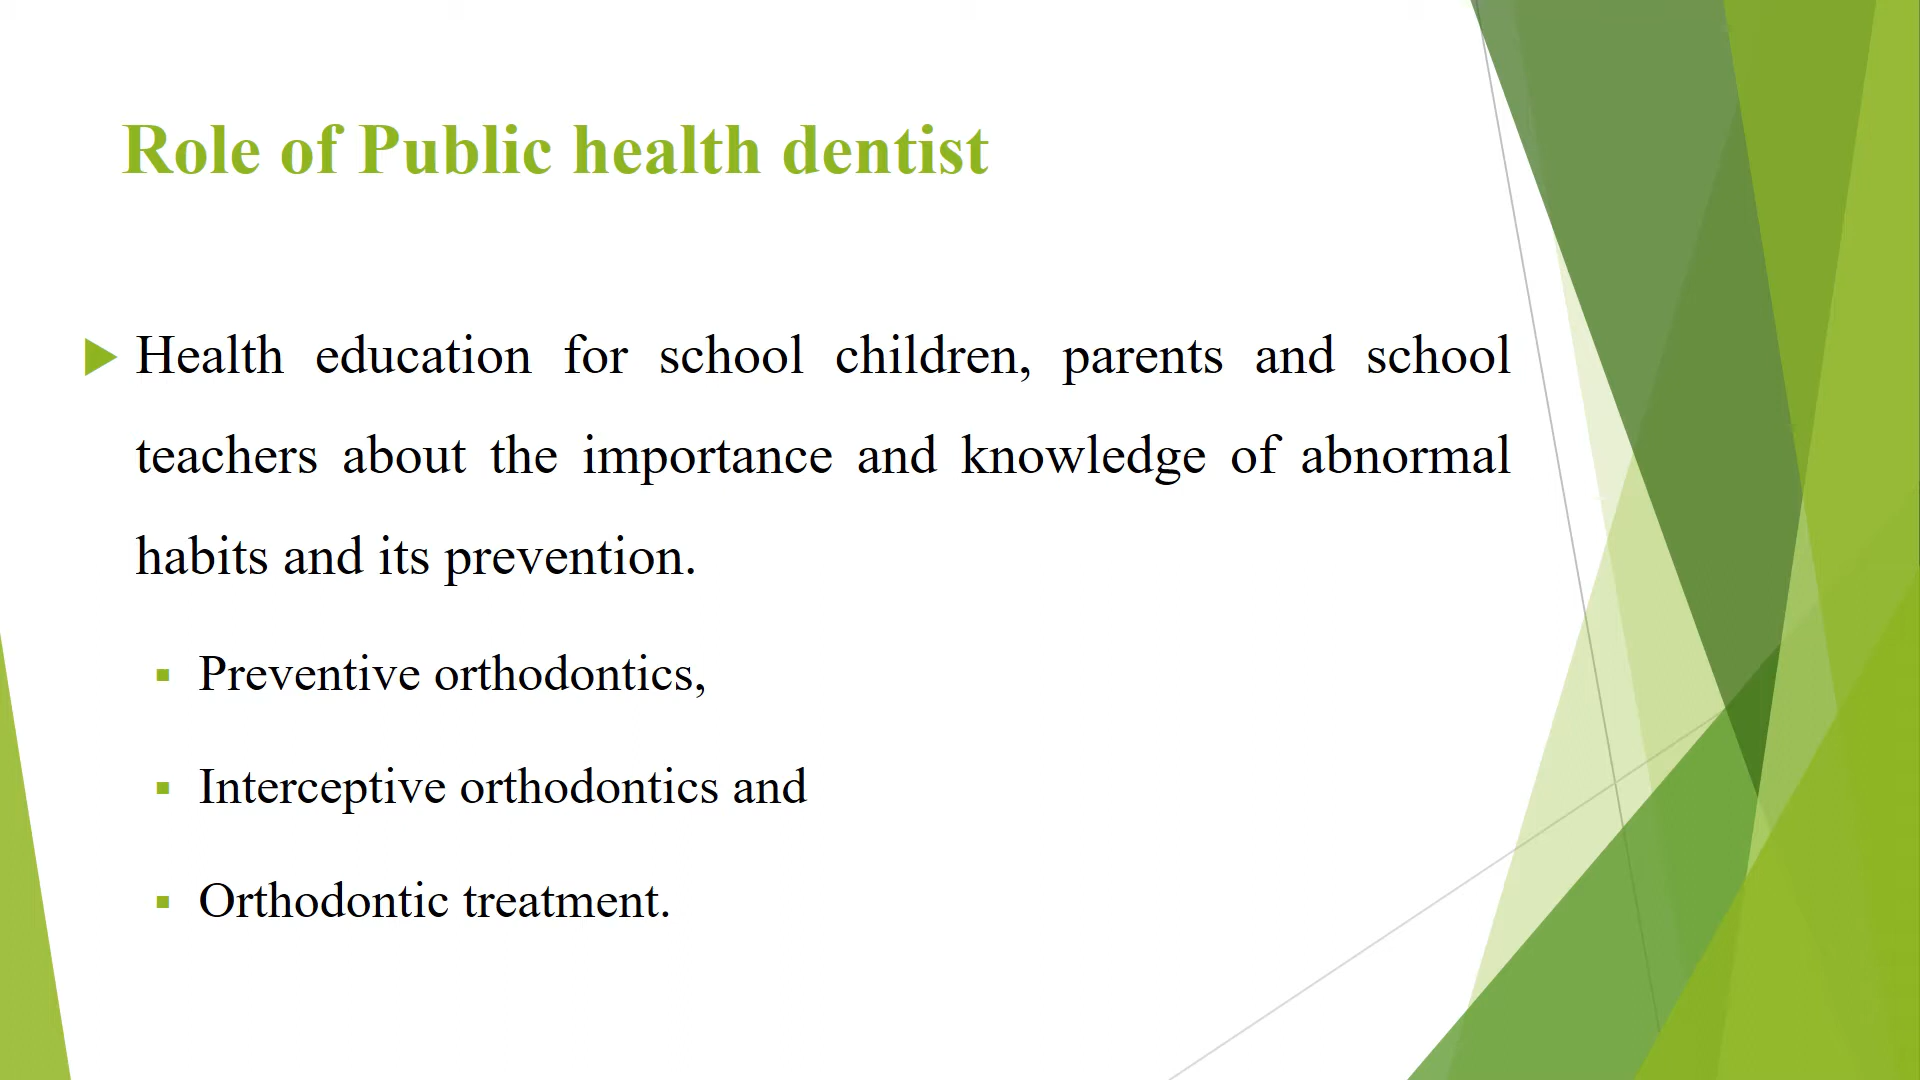 Role of Public health dentist
Health education for school children, parents and school
teachers about the importance and knowledge of abnormal
habits and its prevention.
Preventive orthodontics,
Interceptive orthodontics and
Orthodontic treatment.